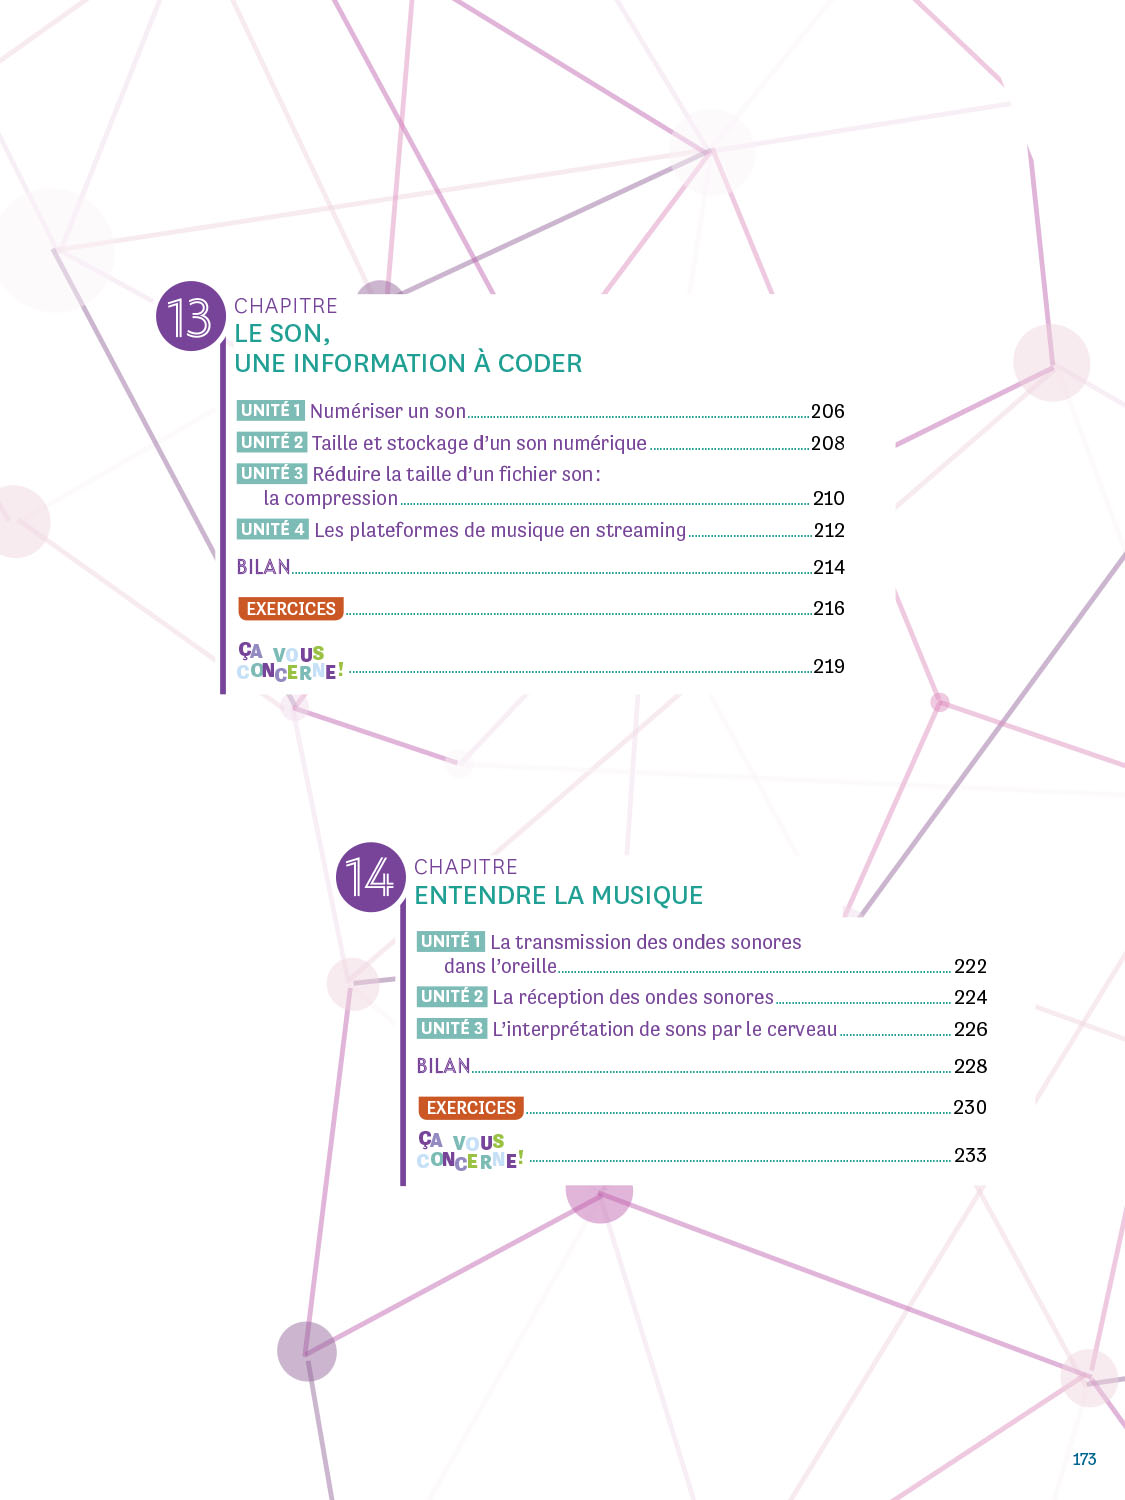 13
CHAPITRE
LE SON,
UNE INFORMATION À CODER
UNITÉ 1 Numériser un son 206
UNITÉ 2 Taille et stockage d’un son numérique 208
UNITÉ 3 Réduire la taille d’un fichier son :
la compression 210
UNITÉ 4 Les plateformes de musique en streaming 212
BILAN 214
EXERCICES 216
ÇA VOUS
CONCERNE! 219
14
CHAPITRE
ENTENDRE LA MUSIQUE
UNITÉ 1 La transmission des ondes sonores
dans l’oreille 222
UNITÉ 2 La réception des ondes sonores 224
UNITÉ 3 L’interprétation de sons par le cerveau 226
BILAN 228
EXERCICES 230
ÇA VOUS
CONCERNE! 233
173